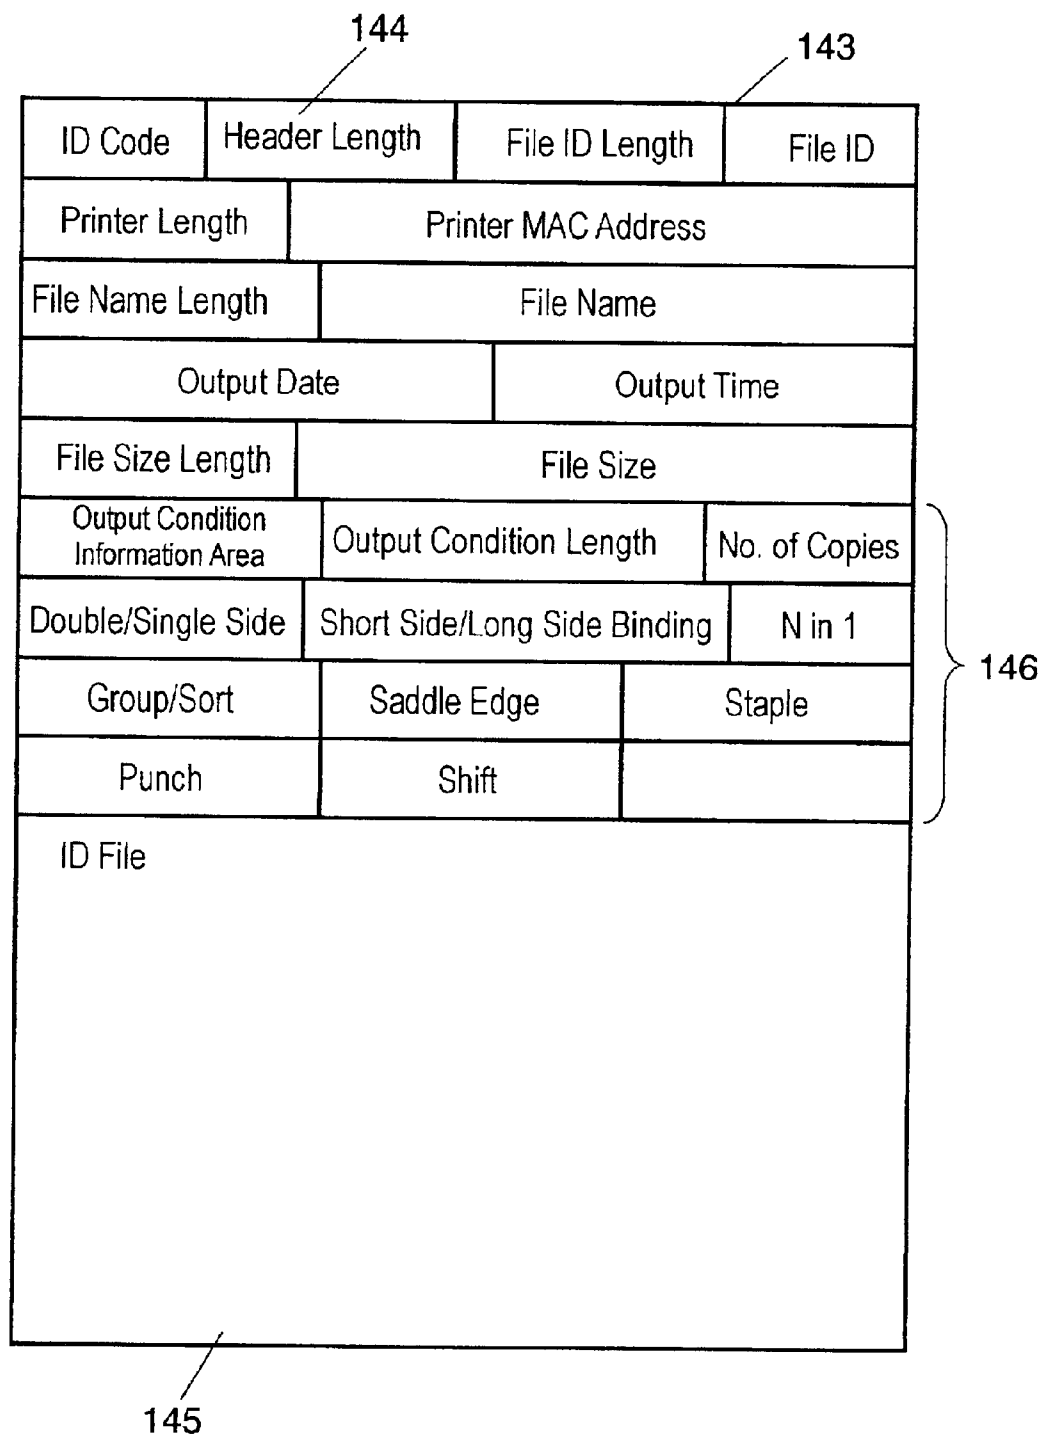 144
143
ID Code Header Length File ID Length File ID
Printer Length Printer MAC Address
File Name Length File Name
Output Date Output Time
File Size Length File Size
Output Condition
Information Area
Output Condition Length No. of Copies
Double/Single Side Short Side/Long Side Binding N in 1
146
Group/Sort Saddle Edge Staple
Punch Shift
ID File
145